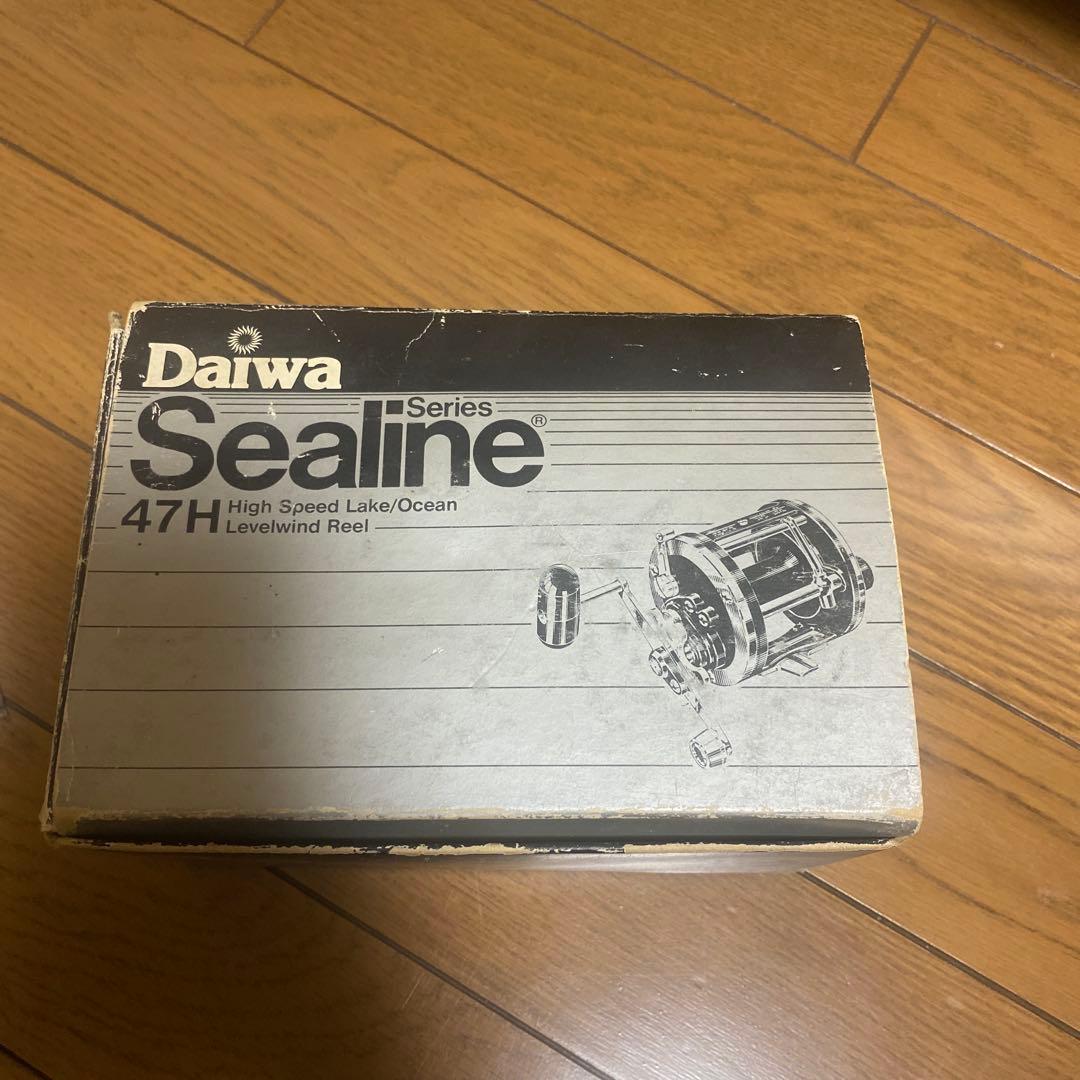 Daiwa
Series
Sealine®
47H High Speed Lake/Ocean
Levelwind Reel